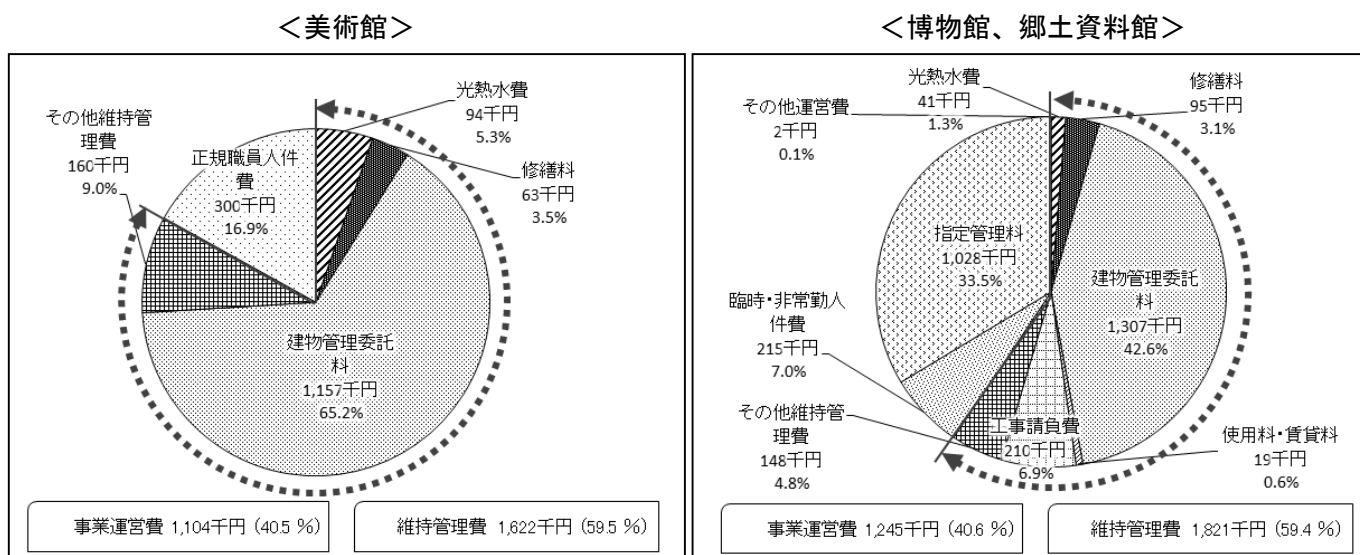 ＜美術館＞
光熱水費
94千円
5.3%
修繕料
63千円
3.5%
建物管理委託
料
1,157千円
65.2%
その他維持管
理費
160千円
9.0%
正規職員人件
費
300千円
16.9%
事業運営費 1,104千円 (40.5 %)
維持管理費 1,622千円 (59.5 %)
＜博物館、郷土資料館＞
光熱水費
41千円
1.3%
修繕料
95千円
3.1%
建物管理委託
料
1,307千円
42.6%
使用料・賃貸料
19千円
0.6%
工事請負費
210千円
6.9%
その他維持管
理費
148千円
4.8%
臨時・非常勤人
件費
215千円
7.0%
指定管理料
1,028千円
33.5%
その他運営費
2千円
0.1%
事業運営費 1,245千円 (40.6 %)
維持管理費 1,821千円 (59.4 %)